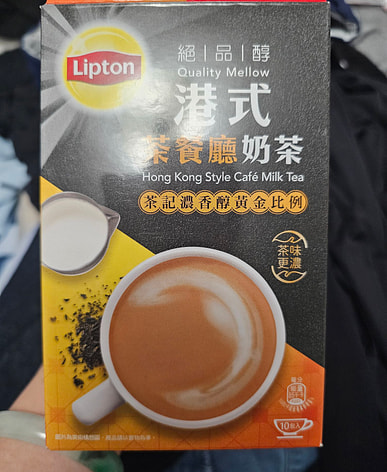 Lipton
絕|品|醇
Quality Mellow
港式
茶餐廳奶茶
Hong Kong Style Café Milk Tea
茶記濃香醇黃金比例
茶味
更濃
10包入